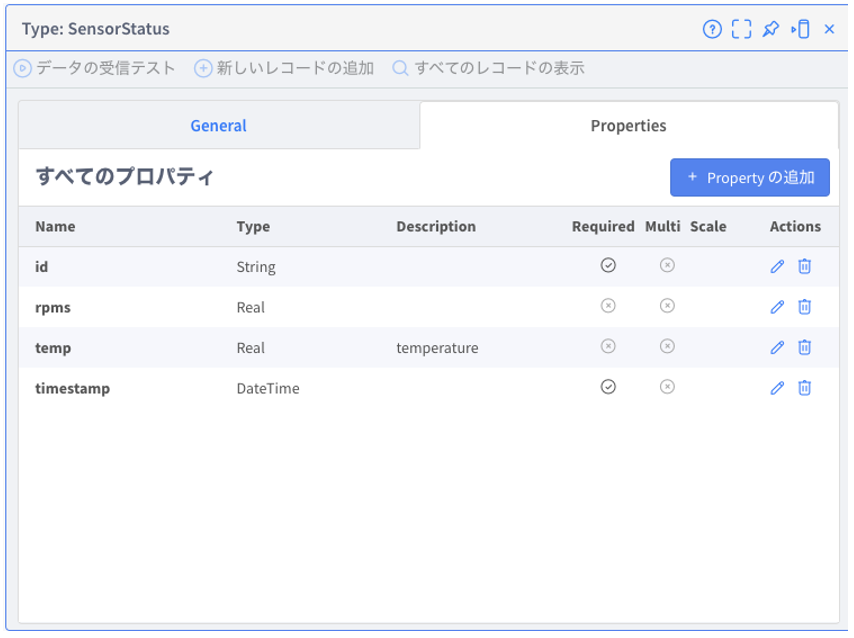 Type: SensorStatus
データの受信テスト 新しいレコードの追加 すべてのレコードの表示
General Properties
すべてのプロパティ + Property の追加
Name Type Description Required Multi Scale Actions
id String
rpms Real
temp Real temperature
timestamp DateTime